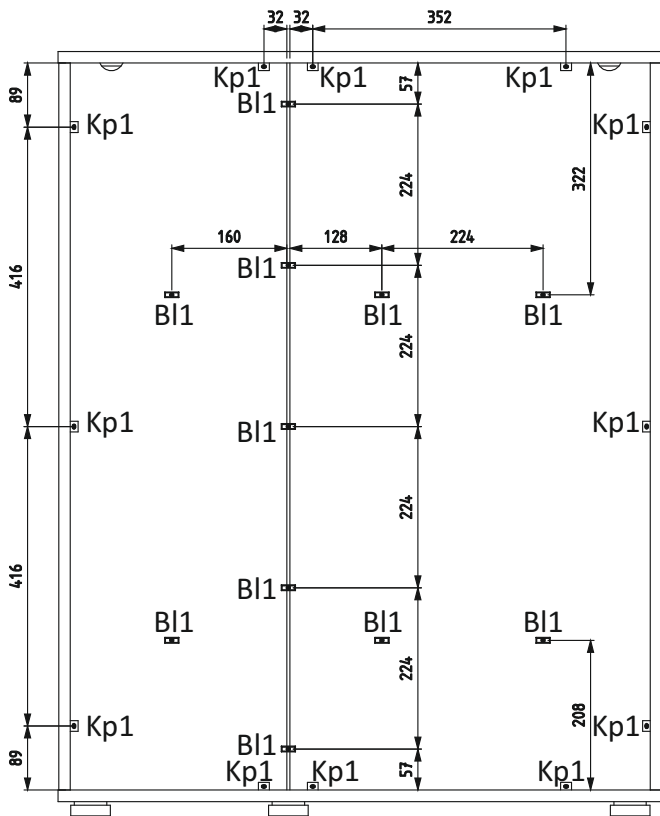 32 32 352
Kp1 Kp1 Kp1
89 57
Bl1
Kp1 Kp1
322
224
160 128 224
Bl1
416
Bl1 Bl1 Bl1
224
Kp1 Bl1 Kp1
224
416
Bl1
Bl1 Bl1 Bl1
224
208
Kp1 Kp1
Bl1
89 57
Kp1 Kp1 Kp1